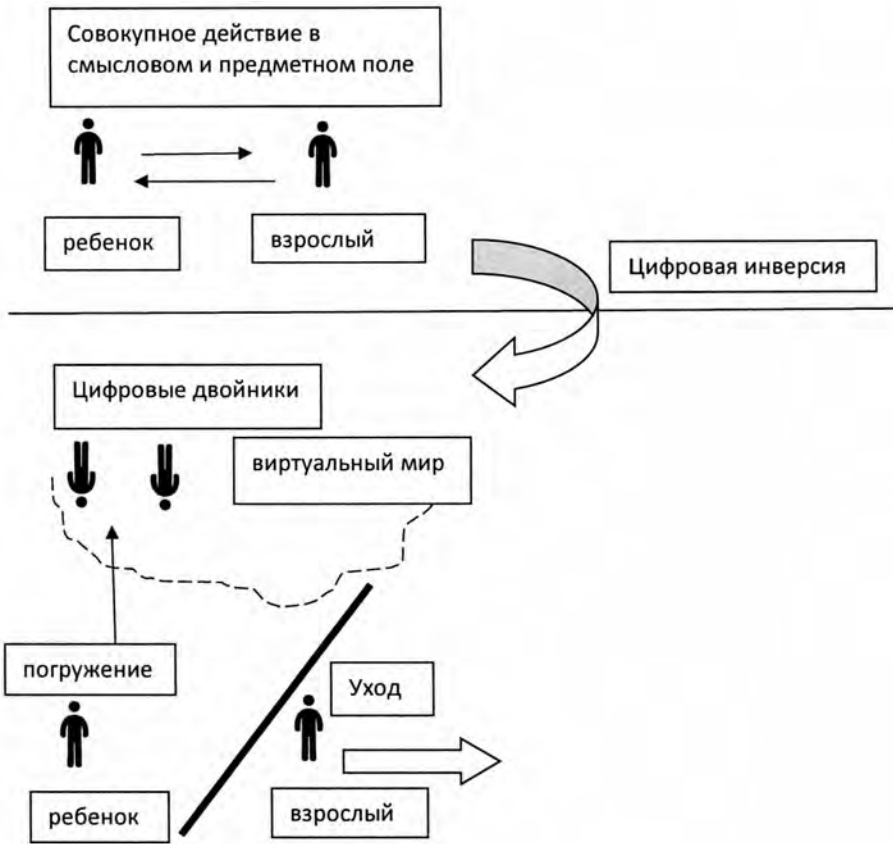 Совокупное действие в
смысловом и предметном поле
ребенок
взрослый
Цифровая инверсия
Цифровые двойники
виртуальный мир
погружение
Уход
ребенок
взрослый